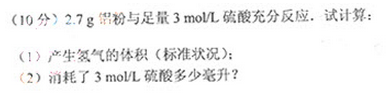 (10 分) 2.7 g 铝粉与足量 3 mol/L 硫酸充分反应. 试计算:
(1) 产生氢气的体积 (标准状况);
(2) 消耗了 3 mol/L 硫酸多少毫升?